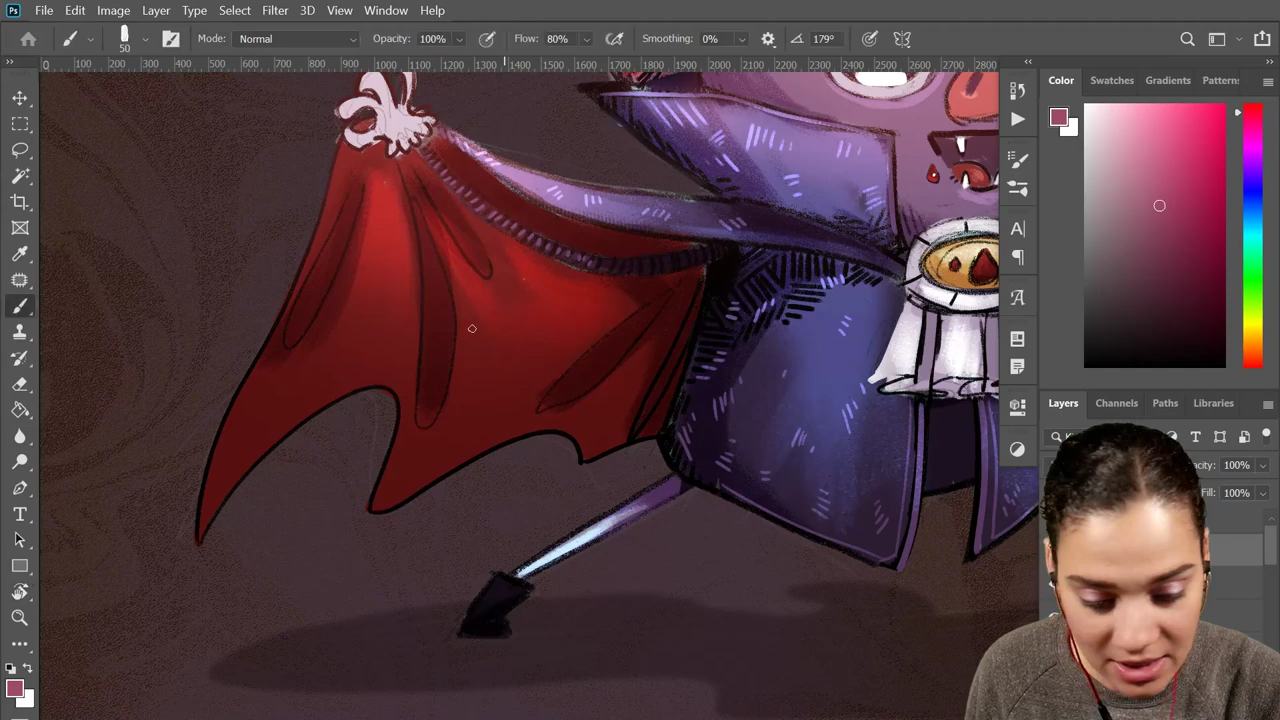 Ps File Edit Image Layer Type Select Filter 3D View Window Help
50 Mode: Normal Opacity: 100% Flow: 80% Smoothing: 0% 179°
0 100 200 300 400 500 600 700 800 900 1000 1100 1200 1300 1400 1500 1600 1700 1800 1900 2000 2100 2200 2300 2400 2500 2600 2700 2800
Color Swatches Gradients Patterns
Layers Channels Paths Libraries
100%
Fill: 100%